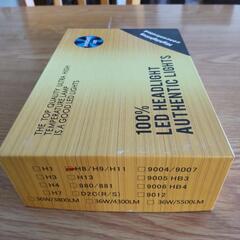 THE TOP QUALITY ULTRA HIGH
TEMPERATURE LAMP
IS A GOOD LED LIGHTS
100%
LED HEADLIGHT
AUTHENTIC LIGHTS
H1
H8/H9/H11
9004/9007
H3
H13
9005 HB3
H4
880/881
9006 HB4
H7
D2C(R/S)
9012
36W/3800LM
36W/4300LM
36W/5500LM